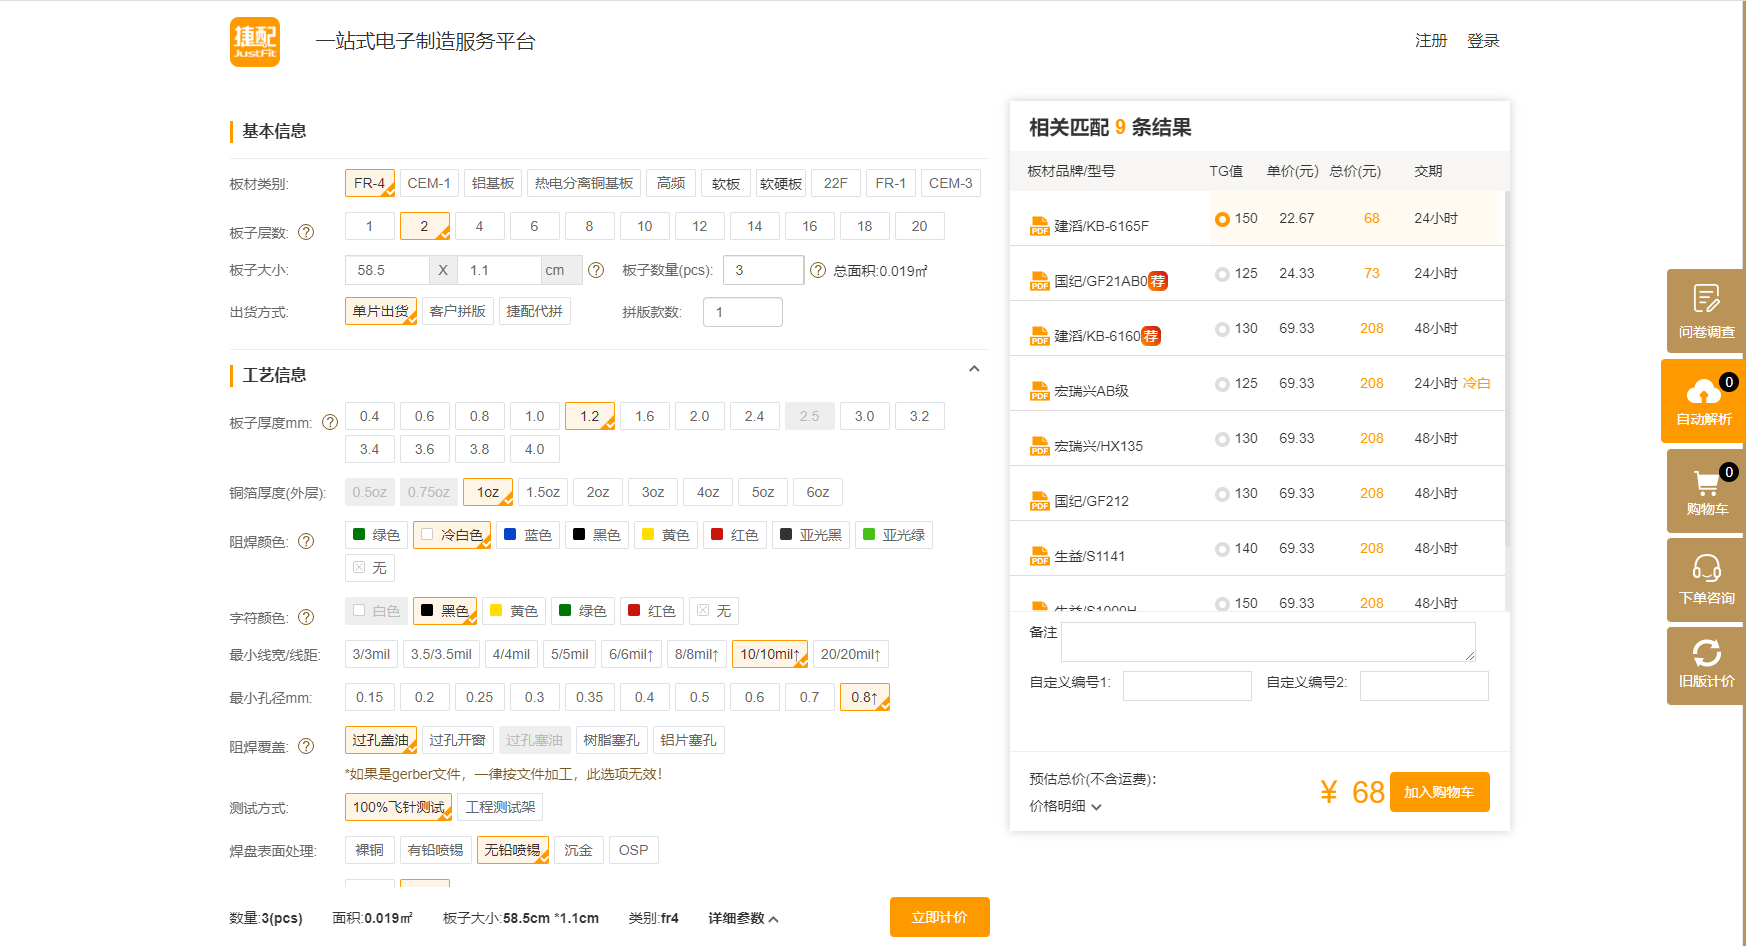 捷配
JustFit
一站式电子制造服务平台
注册 登录
基本信息
板材类别: FR-4 CEM-1 铝基板 热电分离铜基板 高频 软板 软硬板 22F FR-1 CEM-3
板子层数: ? 1 2 4 6 8 10 12 14 16 18 20
板子大小: 58.5 X 1.1 cm ? 板子数量(pcs): 3 ? 总面积:0.019㎡
出货方式: 单片出货 客户拼版 捷配代拼 拼版款数: 1
工艺信息
板子厚度mm: ? 0.4 0.6 0.8 1.0 1.2 1.6 2.0 2.4 2.5 3.0 3.2
3.4 3.6 3.8 4.0
铜箔厚度(外层): 0.5oz 0.75oz 1oz 1.5oz 2oz 3oz 4oz 5oz 6oz
阻焊颜色: ? 绿色 冷白色 蓝色 黑色 黄色 红色 亚光黑 亚光绿
无
字符颜色: ? 白色 黑色 黄色 绿色 红色 无
最小线宽/线距: 3/3mil 3.5/3.5mil 4/4mil 5/5mil 6/6mil↑ 8/8mil↑ 10/10mil↑ 20/20mil↑
最小孔径mm: 0.15 0.2 0.25 0.3 0.35 0.4 0.5 0.6 0.7 0.8↑
阻焊覆盖: ? 过孔盖油 过孔开窗 过孔塞油 树脂塞孔 铝片塞孔
*如果是gerber文件，一律按文件加工，此选项无效!
测试方式: 100%飞针测试 工程测试架
焊盘表面处理: 裸铜 有铅喷锡 无铅喷锡 沉金 OSP
数量:3(pcs) 面积:0.019㎡ 板子大小:58.5cm *1.1cm 类别:fr4 详细参数 立即计价
相关匹配 9 条结果
板材品牌/型号 TG值 单价(元) 总价(元) 交期
PDF 建滔/KB-6165F 150 22.67 68 24小时
PDF 国纪/GF21AB0 荐 125 24.33 73 24小时
PDF 建滔/KB-6160 荐 130 69.33 208 48小时
PDF 宏瑞兴AB级 125 69.33 208 24小时 冷白
PDF 宏瑞兴/HX135 130 69.33 208 48小时
PDF 国纪/GF212 130 69.33 208 48小时
PDF 生益/S1141 140 69.33 208 48小时
生益/S1000H 150 69.33 208 48小时
备注
自定义编号1: 自定义编号2:
预估总价(不含运费):
价格明细
¥ 68 加入购物车
问卷调查
0
自动解析
0
购物车
下单咨询
旧版计价